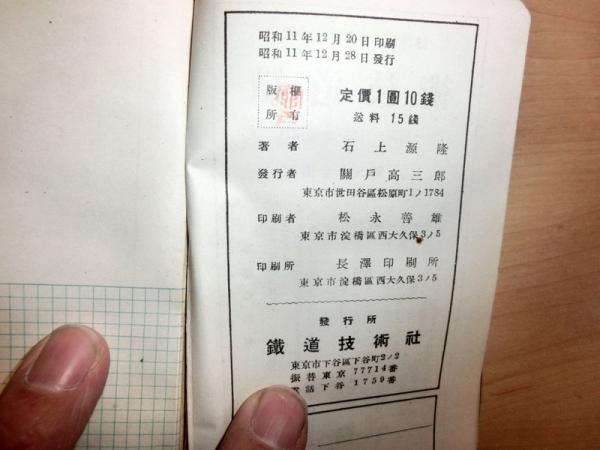 昭和11年12月20日印刷
昭和11年12月28日發行
版權
所有
定價1圓10錢
送料 15錢
著者 石上源隆
發行者 關戸高三郎
東京市世田谷區松原町1ノ1784
印刷者 松永善雄
東京市淀橋區西大久保3ノ5
印刷所 長澤印刷所
東京市淀橋區西大久保3ノ5
發行所
鐵道技術社
東京市下谷區下谷町2ノ2
振替東京 77714番
電話下谷 1759番